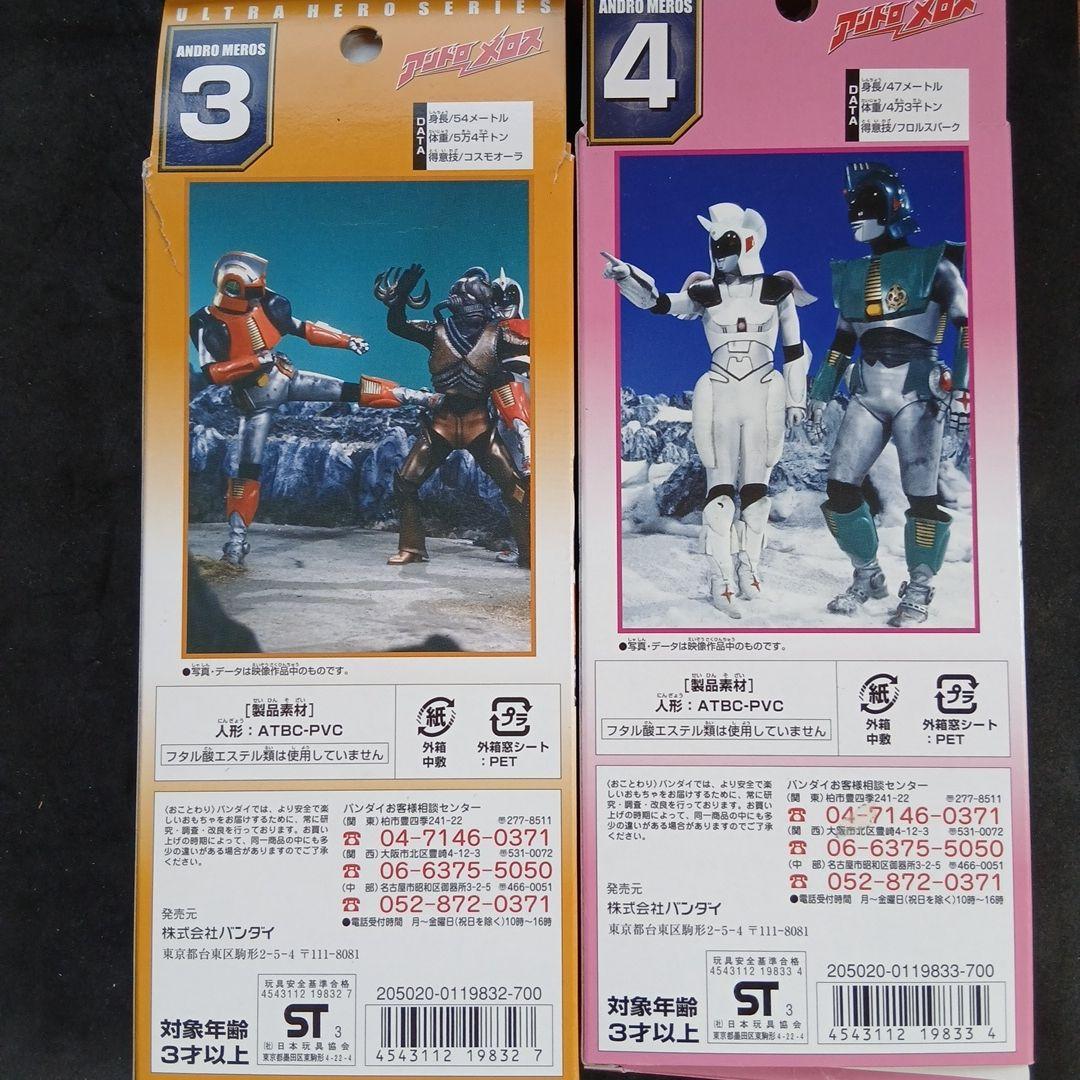 ULTRA HERO SERIES
ANDRO MEROS
3
アンドロメロス
DATA
身長/54メートル
体重/5万4千トン
得意技/コスモオーラ
●写真・データは映像作品中のものです。
[製品素材]
人形：ATBC-PVC
フタル酸エステル類は使用していません
紙
外箱
中敷
プラ
外箱窓シート
：PET
〈おことわり〉バンダイでは、より安全で楽
しいおもちゃをお届けするために、常に研
究・調査・改良を行っております。お買い
上げの時期によって、同一商品の中にも多
少の違いがある場合がありますのでご了承
ください。
発売元
株式会社バンダイ
東京都台東区駒形2-5-4 〒111-8081
バンダイお客様相談センター
(関　東)柏市豊四季241-22 〒277-8511
☎ 04-7146-0371
(関　西)大阪市北区豊崎4-12-3 〒531-0072
☎ 06-6375-5050
(中　部)名古屋市昭和区御器所3-2-5 〒466-0051
☎ 052-872-0371
●電話受付時間　月～金曜日(祝日を除く)10時～16時
対象年齢
3才以上
玩具安全基準合格
4543112 19832 7
ST 3
(社)日本玩具協会
東京都墨田区東駒形4-22-4
205020-0119832-700
4543112 198327
ANDRO MEROS
4
アンドロメロス
DATA
身長/47メートル
体重/4万3千トン
得意技/フロルスパーク
●写真・データは映像作品中のものです。
[製品素材]
人形：ATBC-PVC
フタル酸エステル類は使用していません
紙
外箱
中敷
プラ
外箱窓シート
：PET
〈おことわり〉バンダイでは、より安全で楽
しいおもちゃをお届けするために、常に研
究・調査・改良を行っております。お買い
上げの時期によって、同一商品の中にも多
少の違いがある場合がありますのでご了承
ください。
発売元
株式会社バンダイ
東京都台東区駒形2-5-4 〒111-8081
バンダイお客様相談センター
(関　東)柏市豊四季241-22 〒277-8511
☎ 04-7146-0371
(関　西)大阪市北区豊崎4-12-3 〒531-0072
☎ 06-6375-5050
(中　部)名古屋市昭和区御器所3-2-5 〒466-0051
☎ 052-872-0371
●電話受付時間　月～金曜日(祝日を除く)10時～16時
対象年齢
3才以上
玩具安全基準合格
4543112 19833 4
ST 3
(社)日本玩具協会
東京都墨田区東駒形4-22-4
205020-0119833-700
4543112 198334